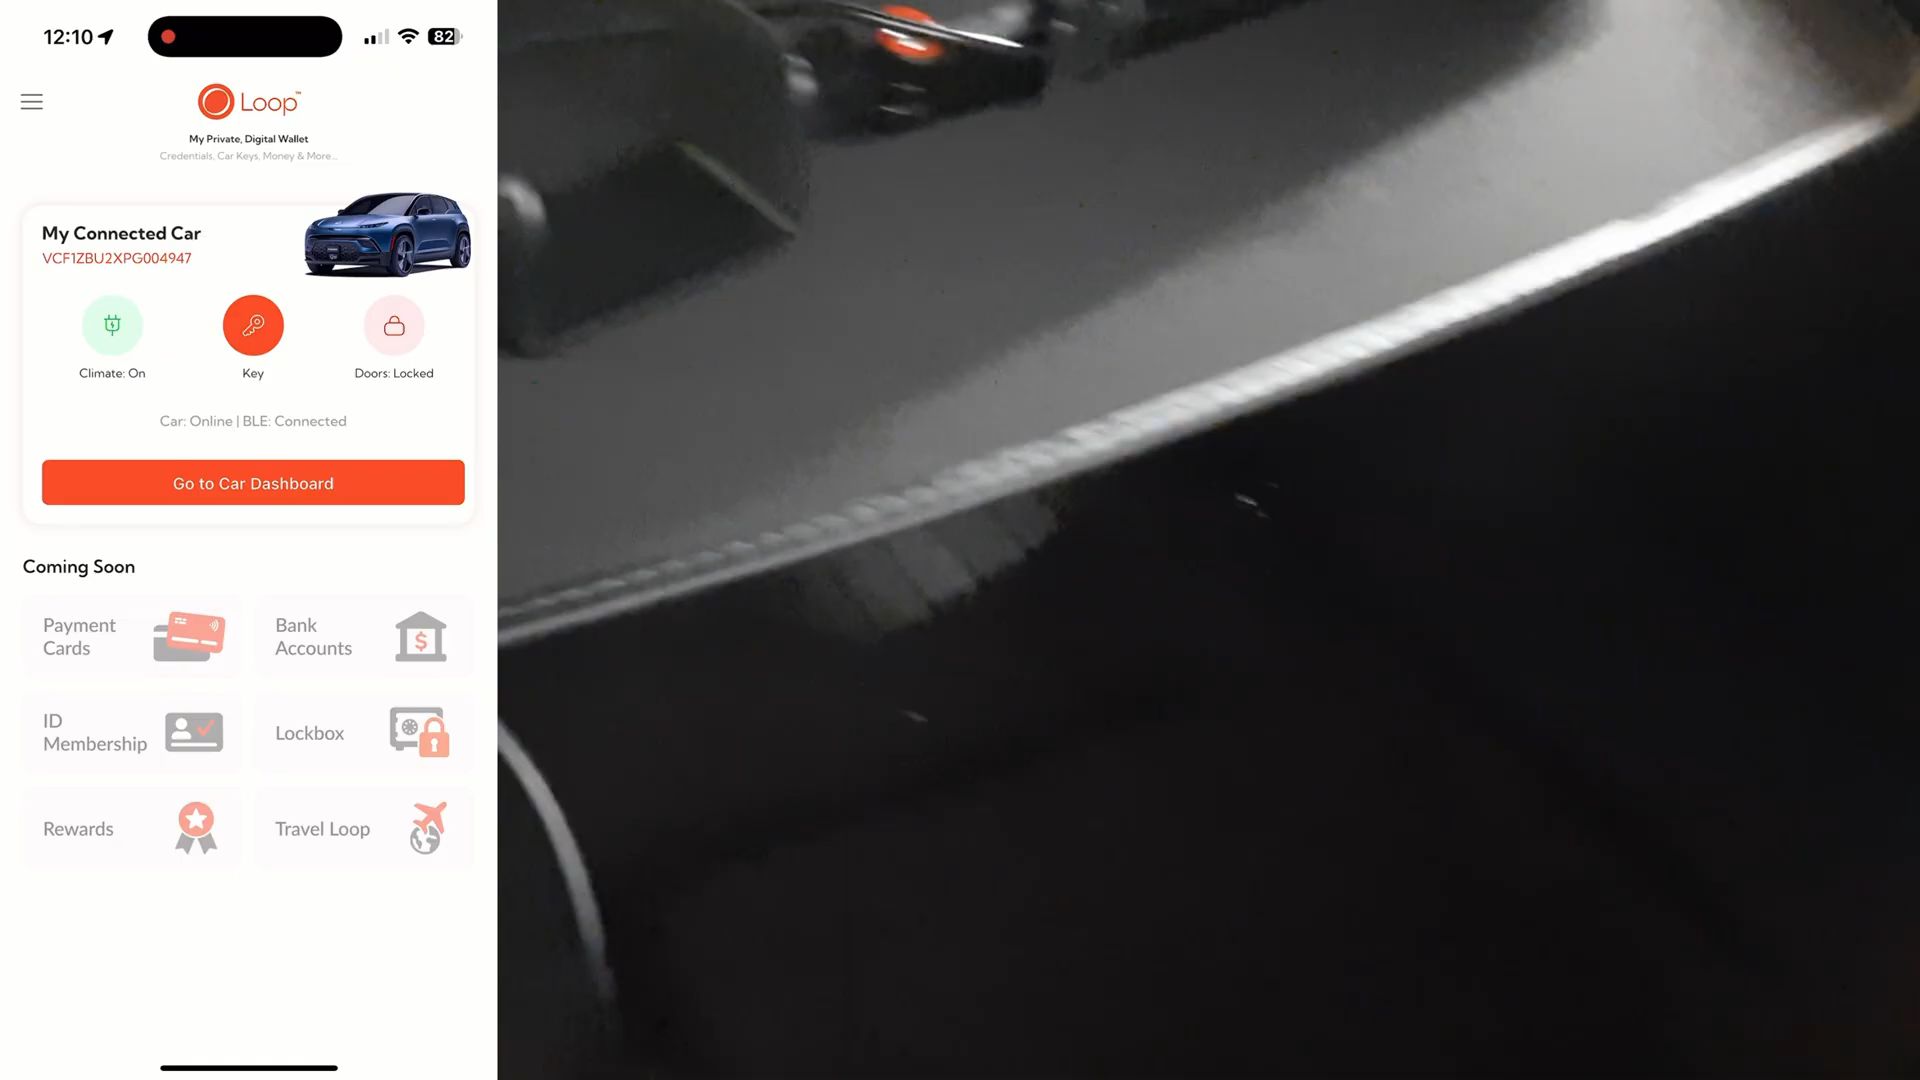 12:10
82
Loop™
My Private, Digital Wallet
Credentials, Car Keys, Money & More...
My Connected Car
VCF1ZBU2XPG004947
Climate: On
Key
Doors: Locked
Car: Online | BLE: Connected
Go to Car Dashboard
Coming Soon
Payment
Cards
Bank
Accounts
ID
Membership
Lockbox
Rewards
Travel Loop